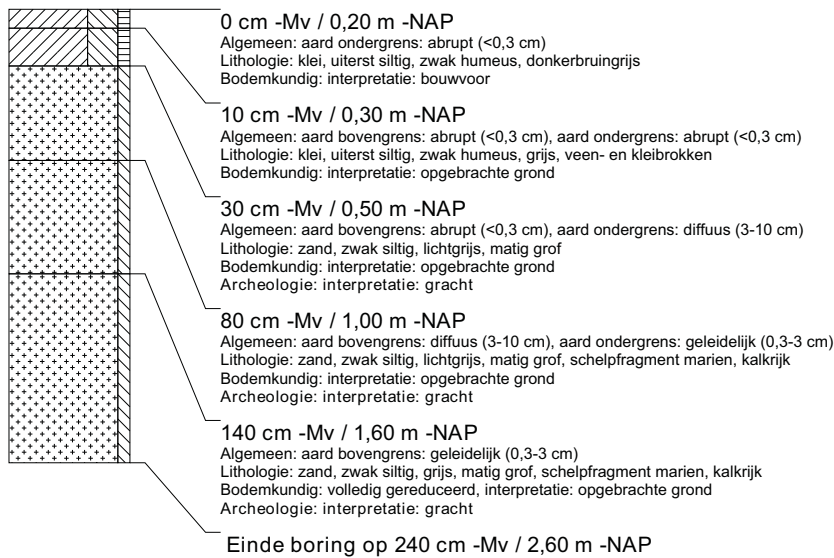 0 cm -Mv / 0,20 m -NAP
Algemeen: aard ondergrens: abrupt (<0,3 cm)
Lithologie: klei, uiterst siltig, zwak humeus, donkerbruingrijs
Bodemkundig: interpretatie: bouwvoor
10 cm -Mv / 0,30 m -NAP
Algemeen: aard bovengrens: abrupt (<0,3 cm), aard ondergrens: abrupt (<0,3 cm)
Lithologie: klei, uiterst siltig, zwak humeus, grijs, veen- en kleibrokken
Bodemkundig: interpretatie: opgebrachte grond
30 cm -Mv / 0,50 m -NAP
Algemeen: aard bovengrens: abrupt (<0,3 cm), aard ondergrens: diffuus (3-10 cm)
Lithologie: zand, zwak siltig, lichtgrijs, matig grof
Bodemkundig: interpretatie: opgebrachte grond
Archeologie: interpretatie: gracht
80 cm -Mv / 1,00 m -NAP
Algemeen: aard bovengrens: diffuus (3-10 cm), aard ondergrens: geleidelijk (0,3-3 cm)
Lithologie: zand, zwak siltig, lichtgrijs, matig grof, schelpfragment marien, kalkrijk
Bodemkundig: interpretatie: opgebrachte grond
Archeologie: interpretatie: gracht
140 cm -Mv / 1,60 m -NAP
Algemeen: aard bovengrens: geleidelijk (0,3-3 cm)
Lithologie: zand, zwak siltig, grijs, matig grof, schelpfragment marien, kalkrijk
Bodemkundig: volledig gereduceerd, interpretatie: opgebrachte grond
Archeologie: interpretatie: gracht
Einde boring op 240 cm -Mv / 2,60 m -NAP